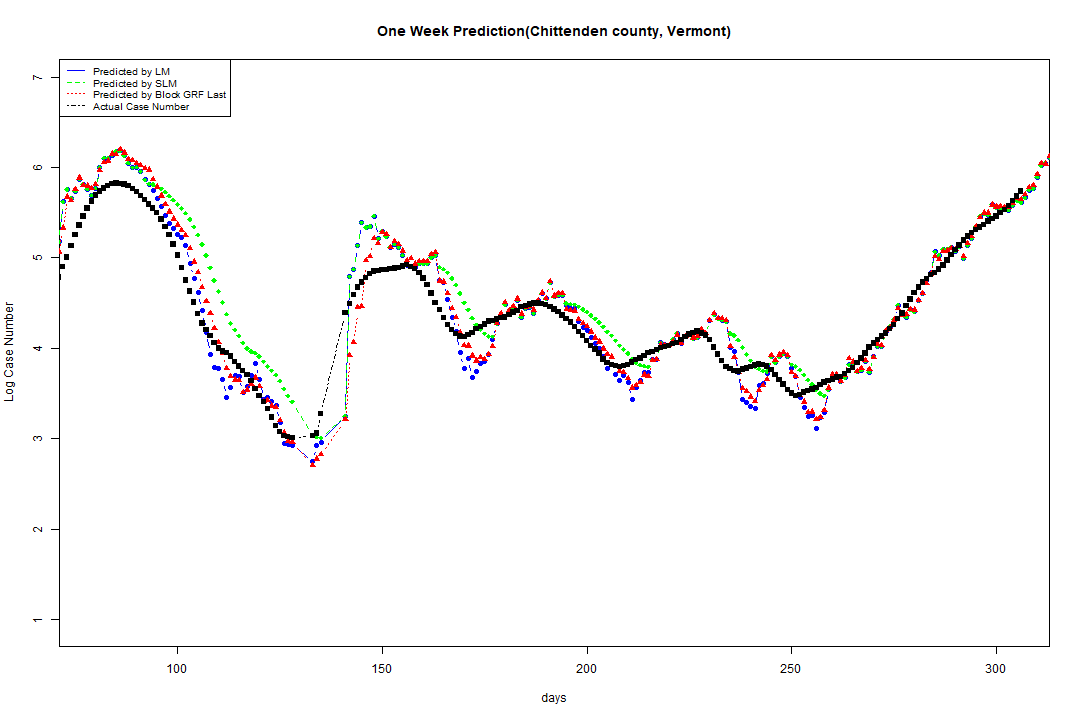 One Week Prediction(Chittenden county, Vermont)
Predicted by LM
Predicted by SLM
Predicted by Block GRF Last
Actual Case Number
7
6
5
4
3
2
1
Log Case Number
100 150 200 250 300
days